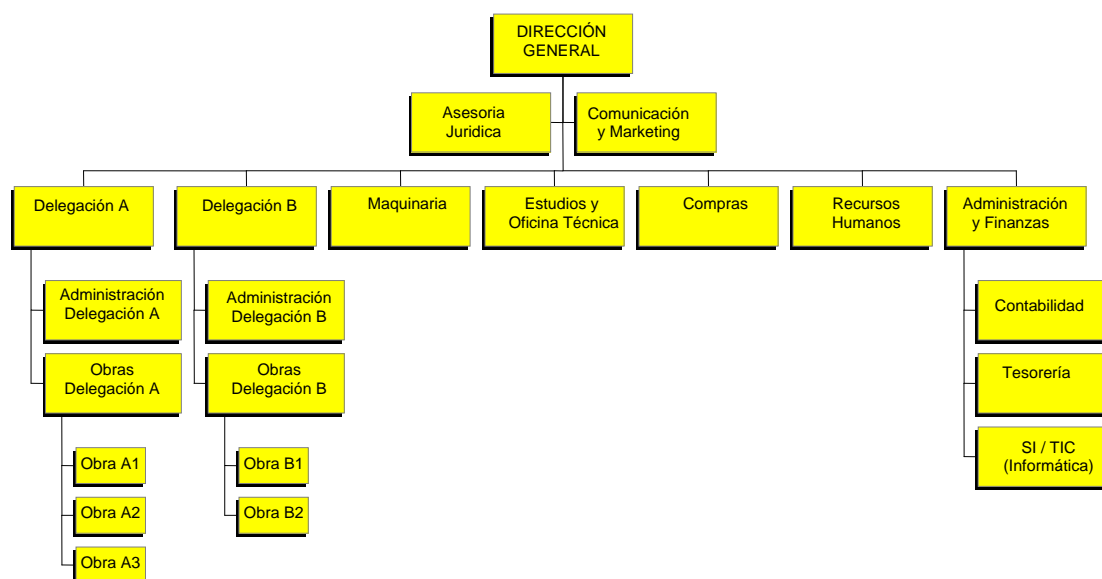 DIRECCIÓN
GENERAL
Asesoria
Juridica
Comunicación
y Marketing
Delegación A
Delegación B
Maquinaria
Estudios y
Oficina Técnica
Compras
Recursos
Humanos
Administración
y Finanzas
Administración
Delegación A
Administración
Delegación B
Contabilidad
Obras
Delegación A
Obras
Delegación B
Tesorería
Obra A1
Obra B1
SI / TIC
(Informática)
Obra A2
Obra B2
Obra A3